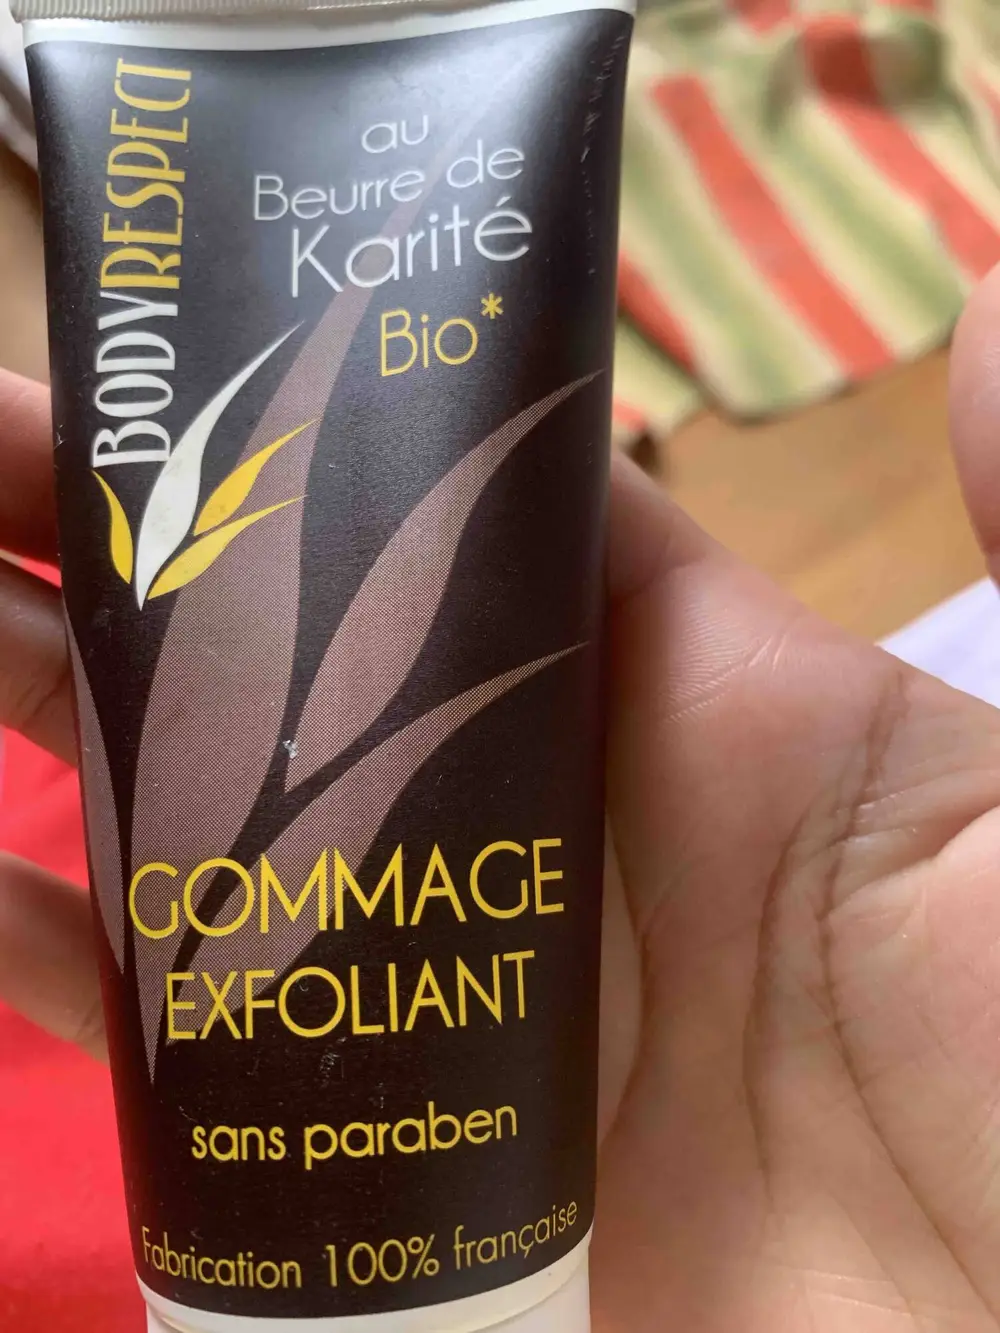 BODYRESPECT
au
Beurre de
Karité
Bio*
GOMMAGE
EXFOLIANT
sans paraben
Fabrication 100% française